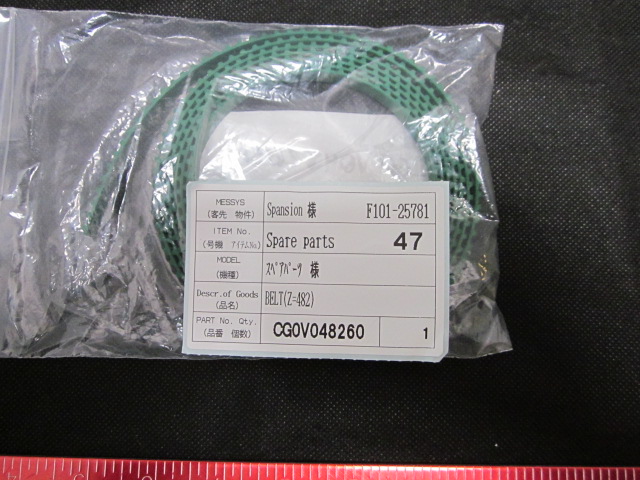 MESSYS
(客先 物件)
Spansion 様 F101-25781
ITEM No.
(号機 アイテムNo.)
Spare parts 47
MODEL
(機種)
ｽﾍﾟｱﾊﾟｰﾂ 様
Descr.of Goods
(品名)
BELT(Z=482)
PART No. Qty.
(品番 個数)
CG0V048260 1